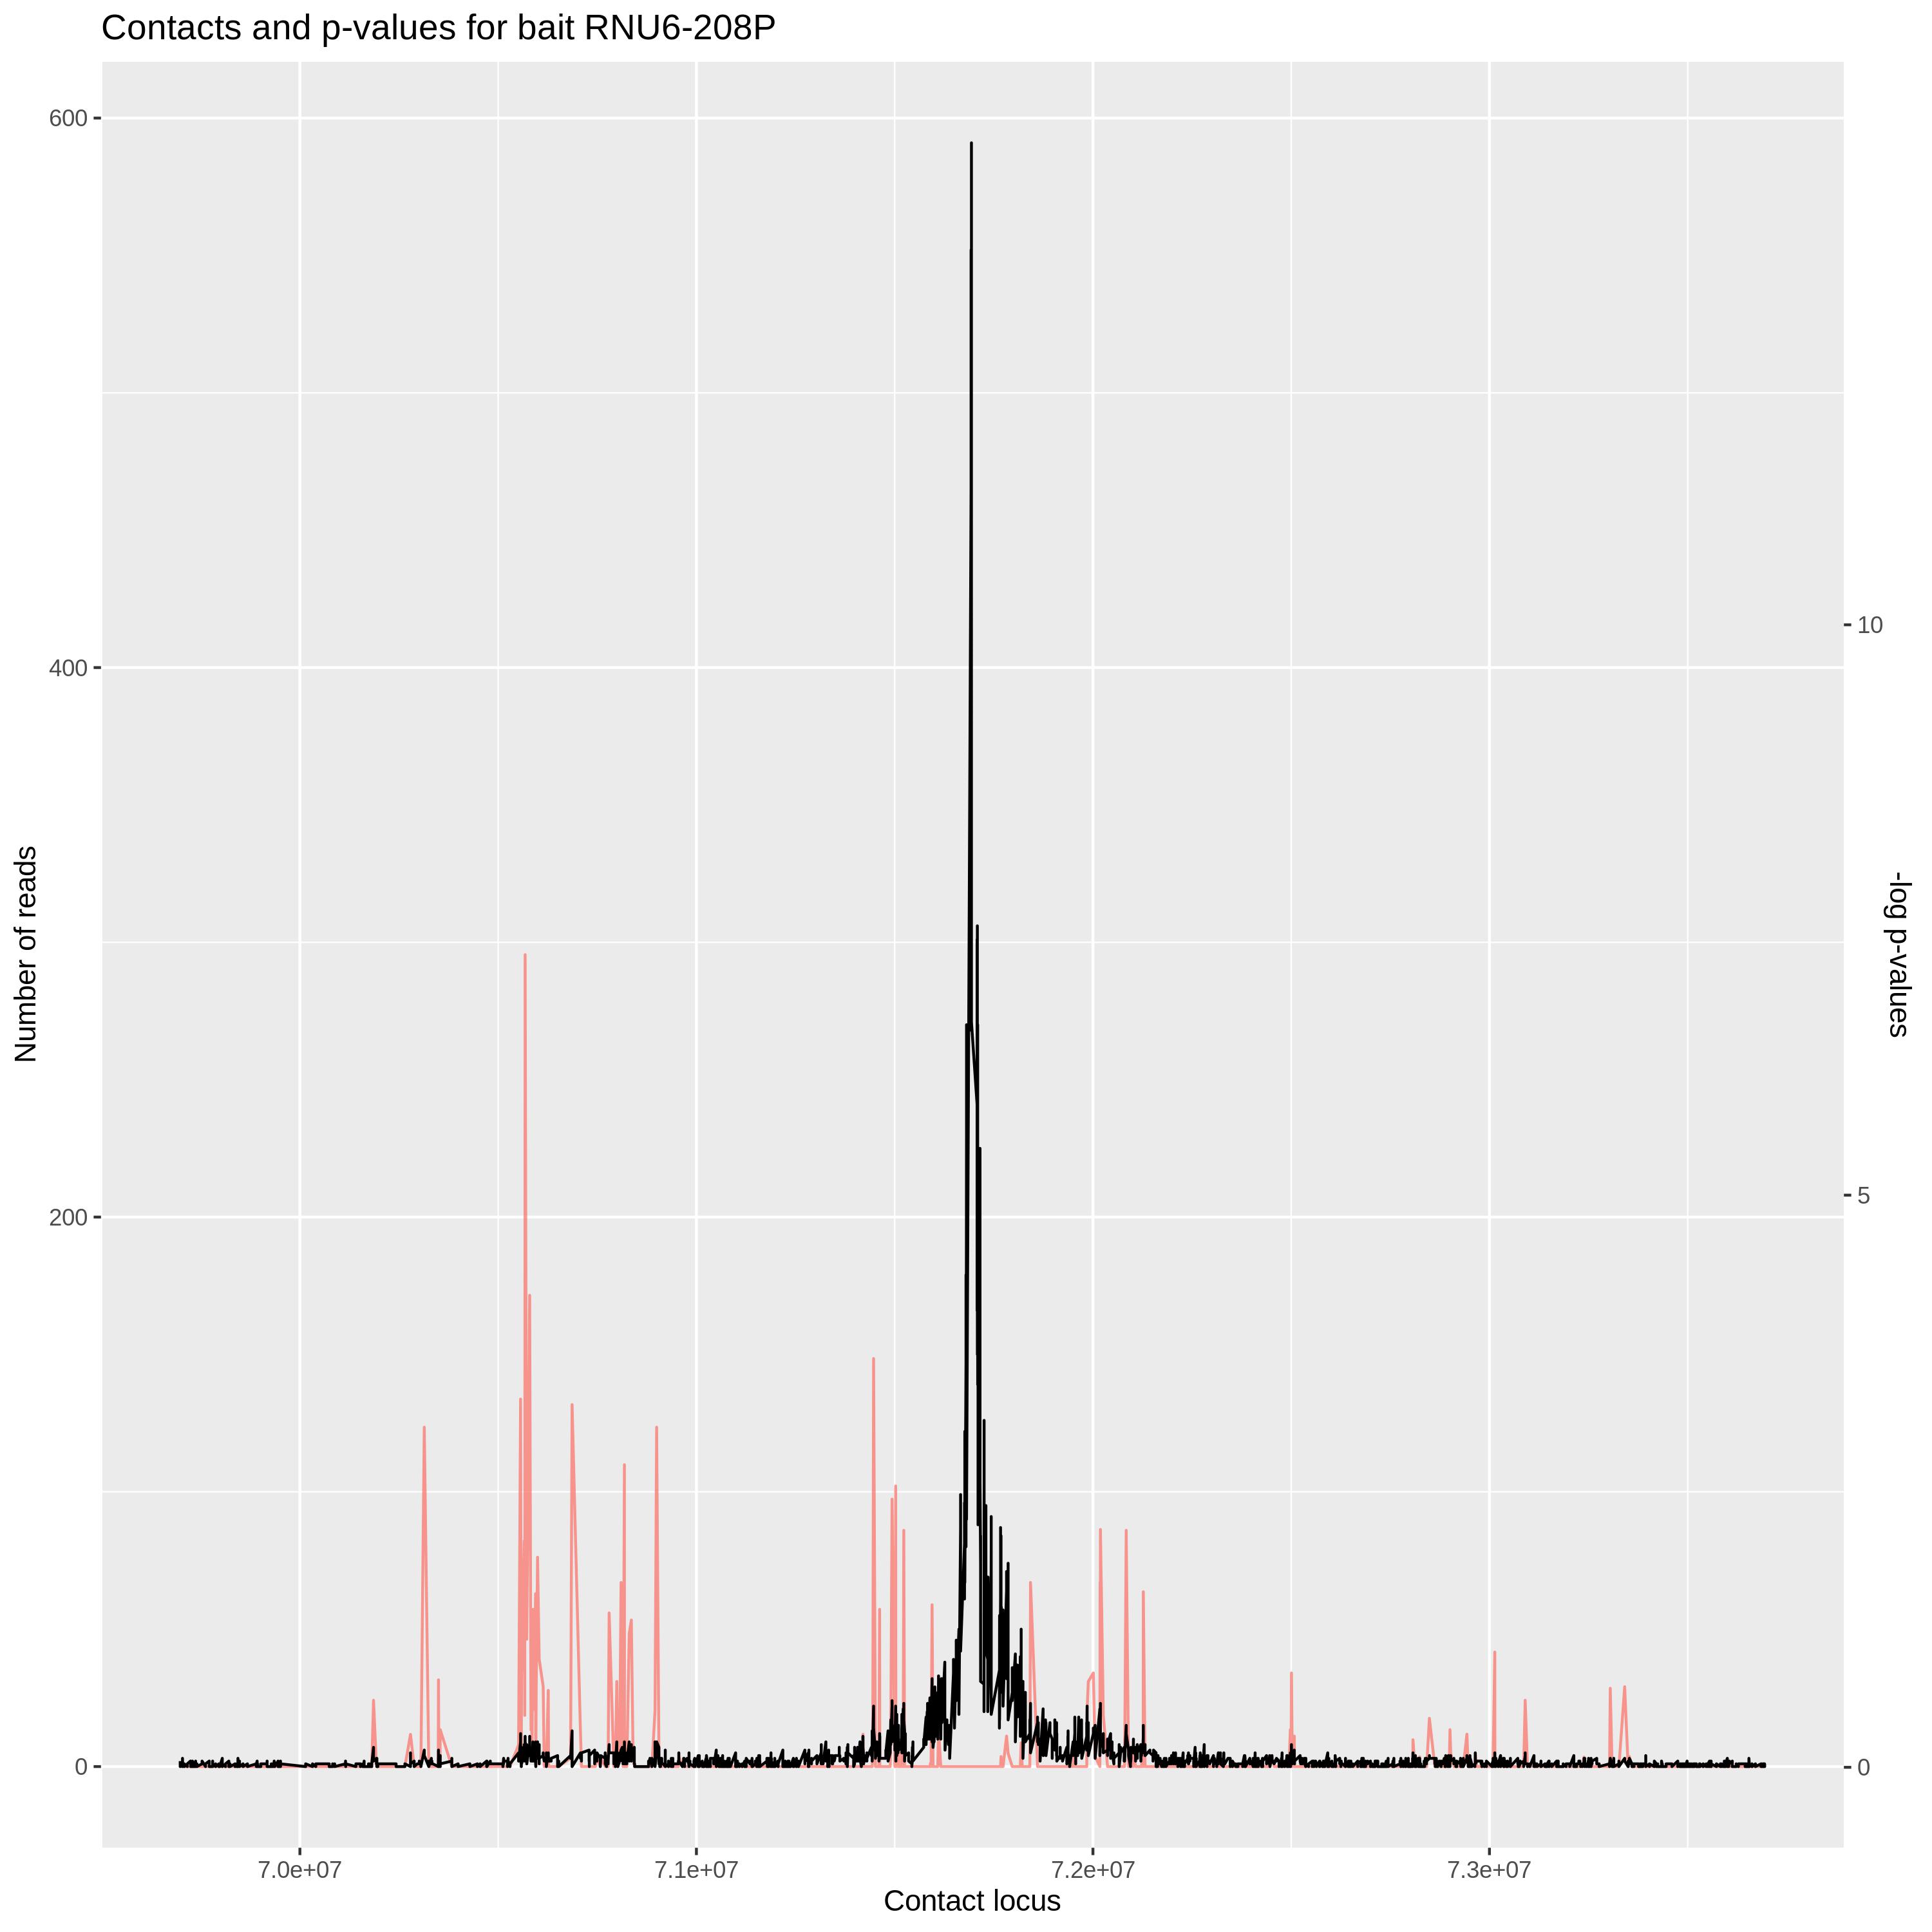 Contacts and p-values for bait RNU6-208P
600
400
200
0
Number of reads
10
5
0
-log p-values
7.0e+07
7.1e+07
7.2e+07
7.3e+07
Contact locus